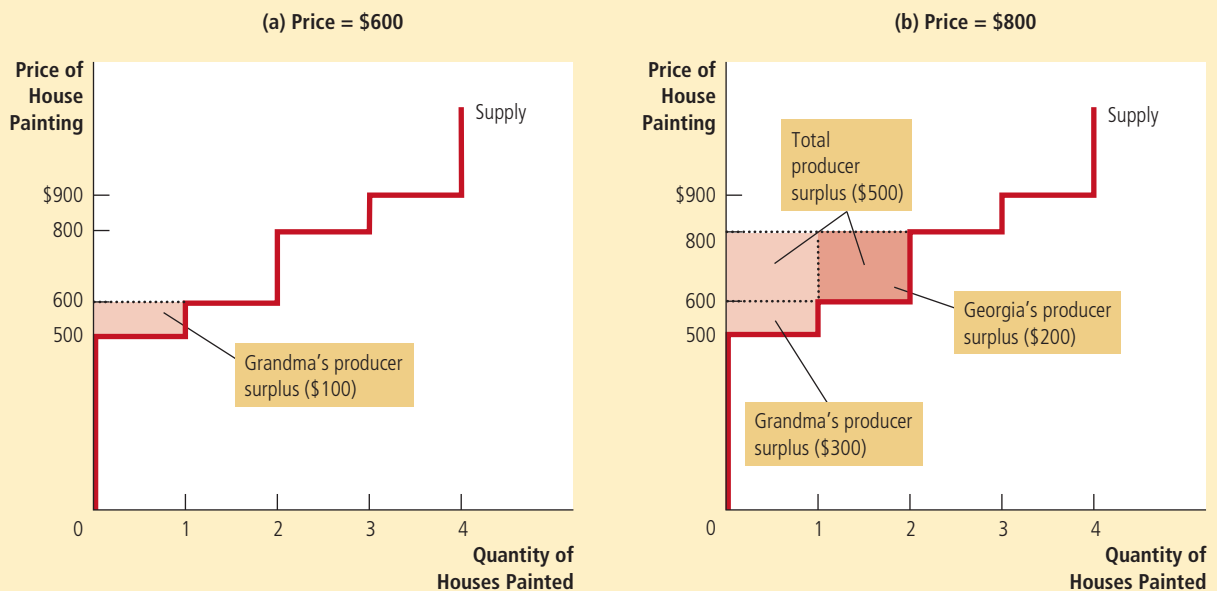 (a) Price = $600
Price of
House
Painting
Supply
$900
800
600
500
Grandma's producer
surplus ($100)
0
1
2
3
4
Quantity of
Houses Painted
(b) Price = $800
Price of
House
Painting
Supply
Total
producer
surplus ($500)
$900
800
600
500
Georgia's producer
surplus ($200)
Grandma's producer
surplus ($300)
0
1
2
3
4
Quantity of
Houses Painted